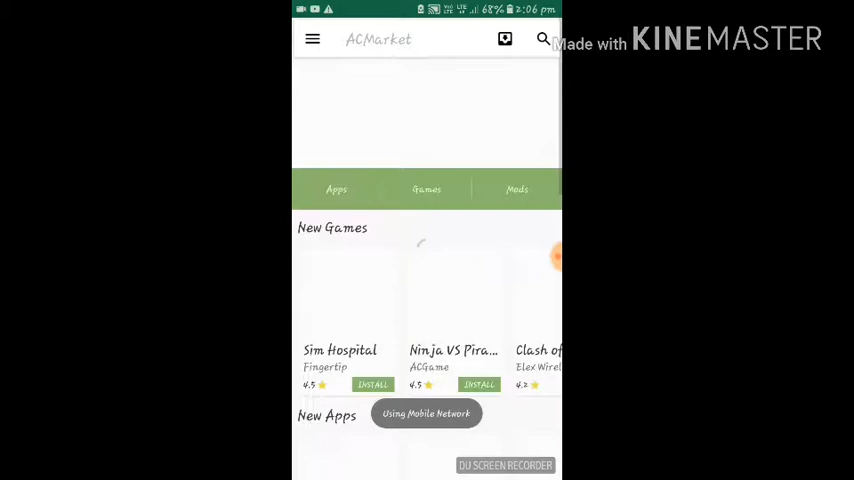 68% 2:06 pm
ACMarket
Made with KINEMASTER
Apps Games Mods
New Games
Sim Hospital Ninja VS Pira... Clash of
Fingertip ACGame Elex Wirel
4.5 INSTALL 4.5 INSTALL 4.2
New Apps Using Mobile Network
DU SCREEN RECORDER